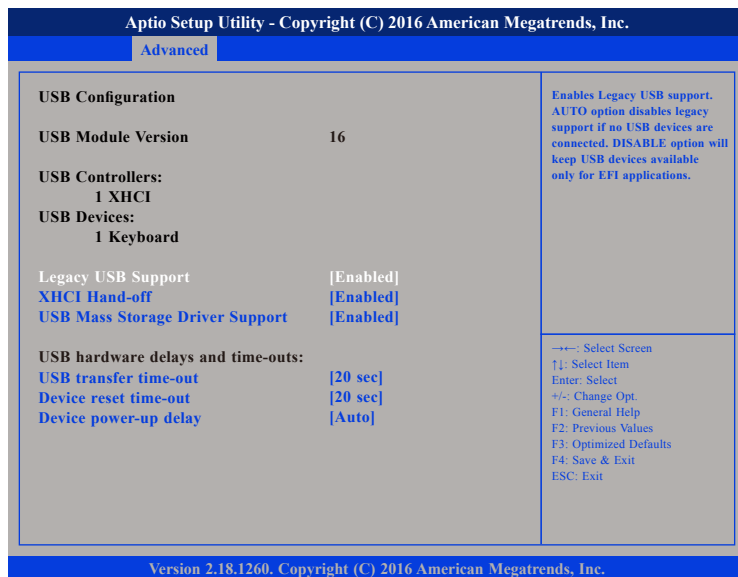 Aptio Setup Utility - Copyright (C) 2016 American Megatrends, Inc.
Advanced
USB Configuration
USB Module Version 16
USB Controllers:
1 XHCI
USB Devices:
1 Keyboard
Legacy USB Support [Enabled]
XHCI Hand-off [Enabled]
USB Mass Storage Driver Support [Enabled]
USB hardware delays and time-outs:
USB transfer time-out [20 sec]
Device reset time-out [20 sec]
Device power-up delay [Auto]
Enables Legacy USB support.
AUTO option disables legacy
support if no USB devices are
connected. DISABLE option will
keep USB devices available
only for EFI applications.
→←: Select Screen
↑↓: Select Item
Enter: Select
+/-: Change Opt.
F1: General Help
F2: Previous Values
F3: Optimized Defaults
F4: Save & Exit
ESC: Exit
Version 2.18.1260. Copyright (C) 2016 American Megatrends, Inc.